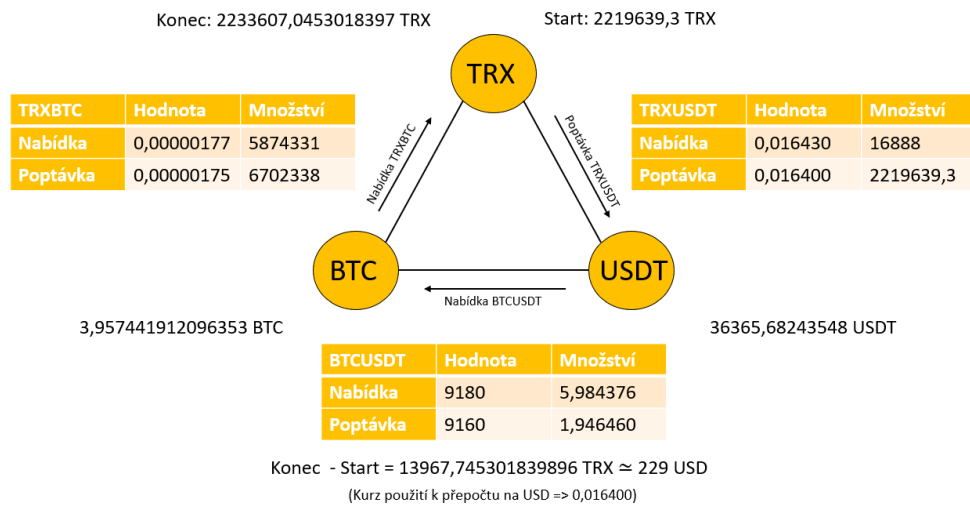 Konec: 2233607,0453018397 TRX
Start: 2219639,3 TRX
TRX
TRXBTC Hodnota Množství
Nabídka 0,00000177 5874331
Poptávka 0,00000175 6702338
TRXUSDT Hodnota Množství
Nabídka 0,016430 16888
Poptávka 0,016400 2219639,3
Nabídka TRXBTC
Poptávka TRXUSDT
BTC
USDT
Nabídka BTCUSDT
3,957441912096353 BTC
36365,68243548 USDT
BTCUSDT Hodnota Množství
Nabídka 9180 5,984376
Poptávka 9160 1,946460
Konec - Start = 13967,745301839896 TRX ≃ 229 USD
(Kurz použití k přepočtu na USD => 0,016400)